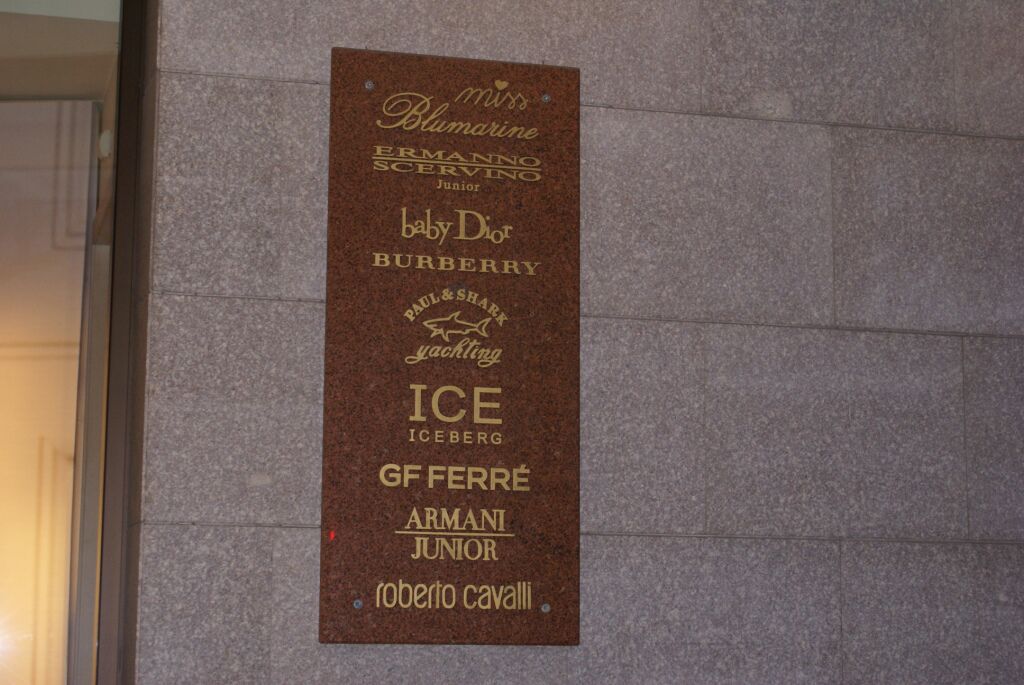 miss
Blumarine
ERMANNO
SCERVINO
Junior
baby Dior
BURBERRY
PAUL & SHARK
yachting
ICE
ICEBERG
GF FERRÉ
ARMANI
JUNIOR
roberto cavalli